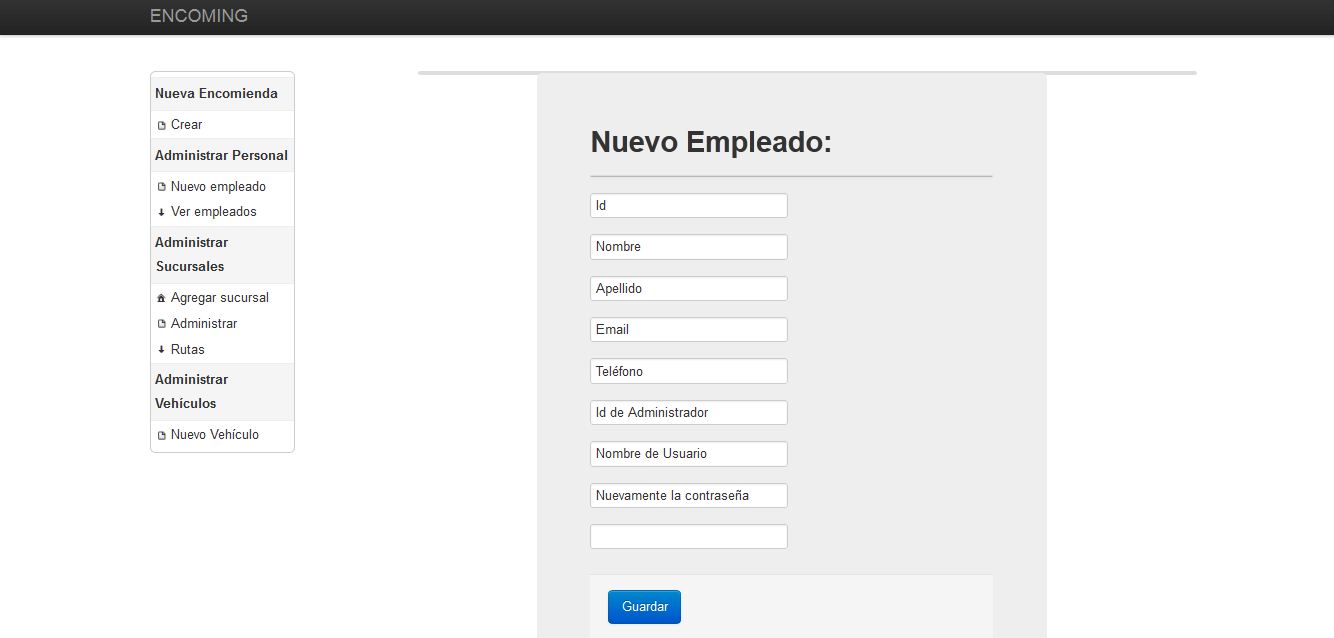 ENCOMING
Nueva Encomienda
Crear
Administrar Personal
Nuevo empleado
Ver empleados
Administrar
Sucursales
Agregar sucursal
Administrar
Rutas
Administrar
Vehículos
Nuevo Vehículo
Nuevo Empleado:
Id
Nombre
Apellido
Email
Teléfono
Id de Administrador
Nombre de Usuario
Nuevamente la contraseña
Guardar